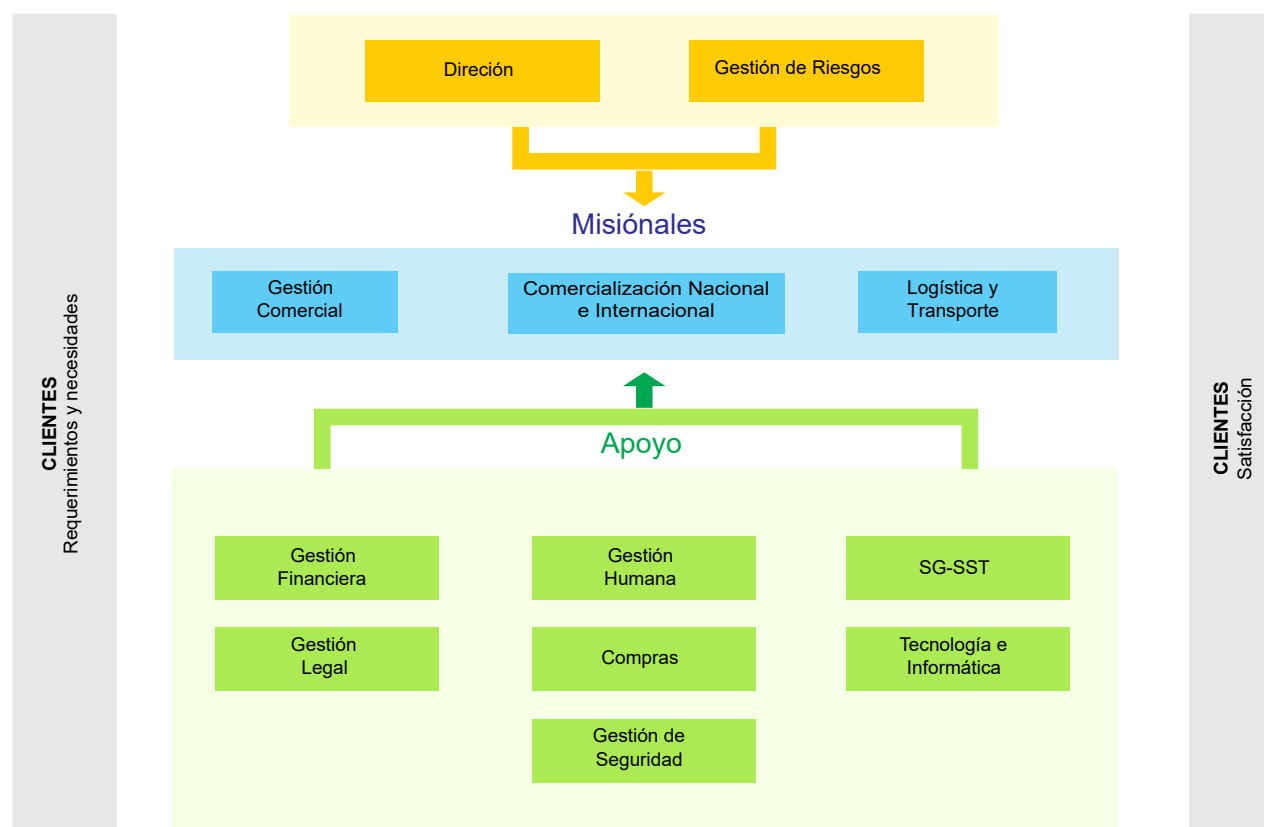 Direción
Gestión de Riesgos
Misiónales
Gestión
Comercial
Comercialización Nacional
e Internacional
Logística y
Transporte
CLIENTES
Requerimientos y necesidades
CLIENTES
Satisfacción
Apoyo
Gestión
Financiera
Gestión
Humana
SG-SST
Gestión
Legal
Compras
Tecnología e
Informática
Gestión de
Seguridad